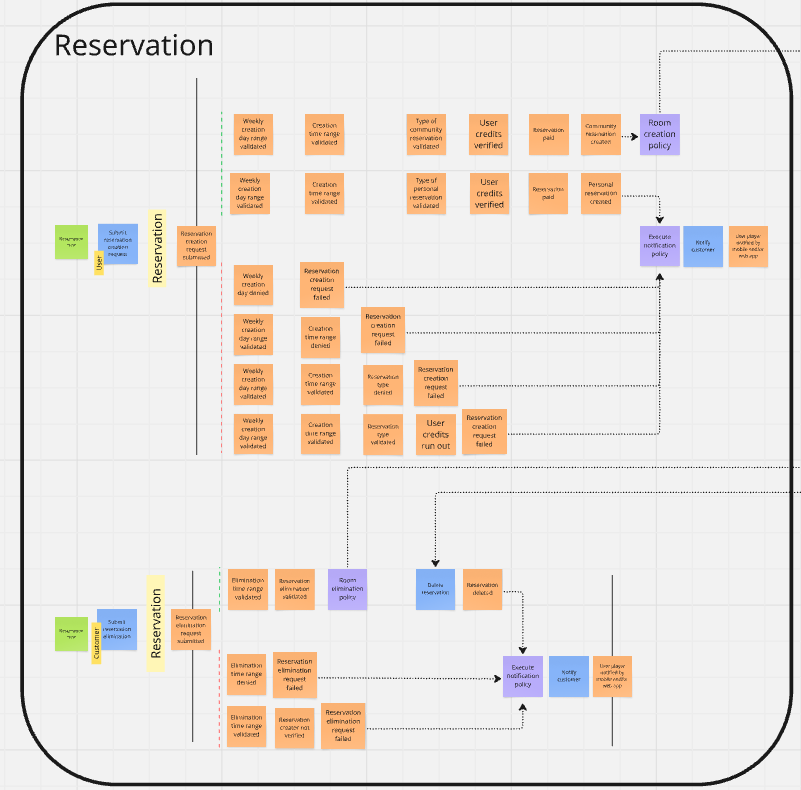 Reservation
Weekly
creation
day range
validated
Creation
time range
validated
Type of
community
reservation
validated
User
credits
verified
Reservation
paid
Community
reservation
created
Room
creation
policy
Weekly
creation
day range
validated
Creation
time range
validated
Type of
personal
reservation
validated
User
credits
verified
Reservation
paid
Personal
reservation
created
Reservation
Submit
reservation
creation
request
User
Reservation
Reservation
creation
request
submitted
Execute
notification
policy
Notify
customer
User player
notified by
mobile and/or
web app
Weekly
creation
day denied
Reservation
creation
request
failed
Weekly
creation
day range
validated
Creation
time range
denied
Reservation
creation
request
failed
Weekly
creation
day range
validated
Creation
time range
validated
Reservation
type
denied
Reservation
creation
request
failed
Weekly
creation
day range
validated
Creation
time range
validated
Reservation
type
validated
User
credits
run out
Reservation
creation
request
failed
Elimination
time range
validated
Reservation
elimination
validated
Room
elimination
policy
Delete
reservation
Reservation
deleted
Reservation
Submit
reservation
elimination
Customer
Reservation
Reservation
elimination
request
submitted
Elimination
time range
denied
Reservation
elimination
request
failed
Execute
notification
policy
Notify
customer
User player
notified by
mobile and/or
web app
Elimination
time range
validated
Reservation
creator not
verified
Reservation
elimination
request
failed